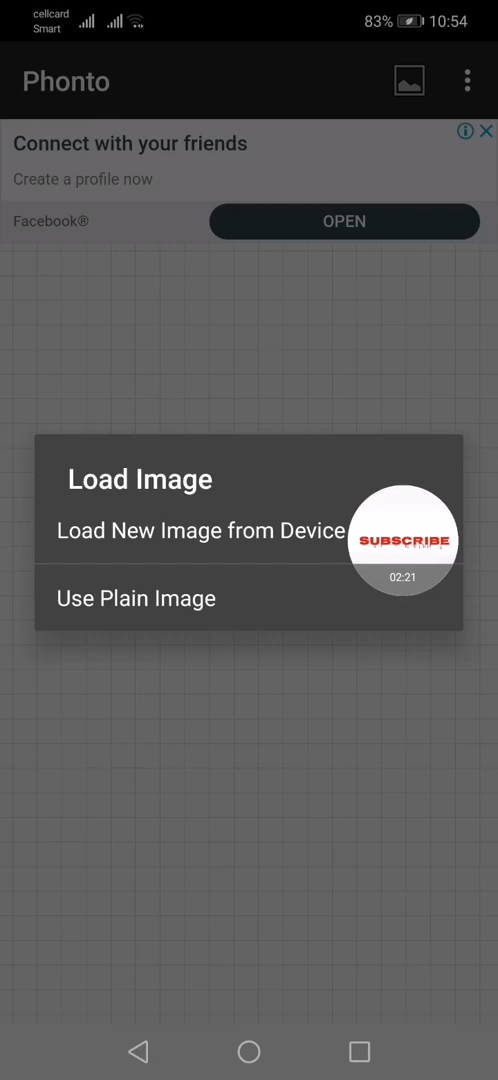 cellcard
Smart
83%
10:54
Phonto
Connect with your friends
Create a profile now
Facebook®
OPEN
Load Image
Load New Image from Device
SUBSCRIBE
02:21
Use Plain Image